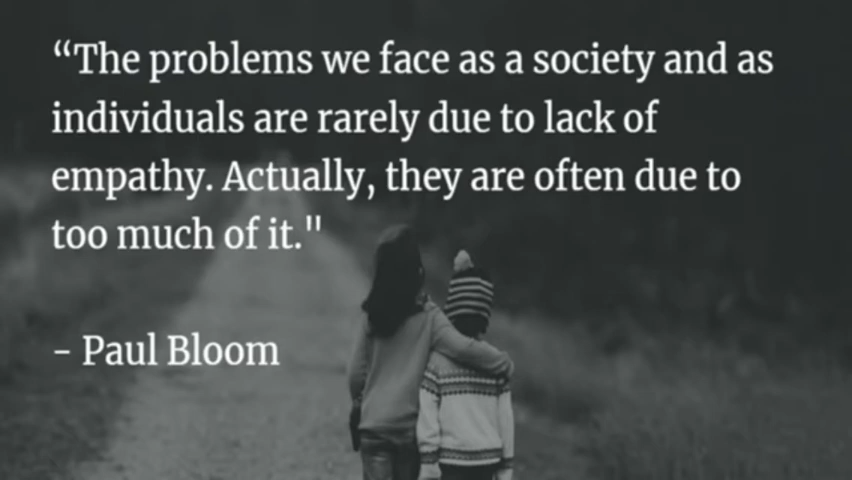 “The problems we face as a society and as
individuals are rarely due to lack of
empathy. Actually, they are often due to
too much of it."
- Paul Bloom